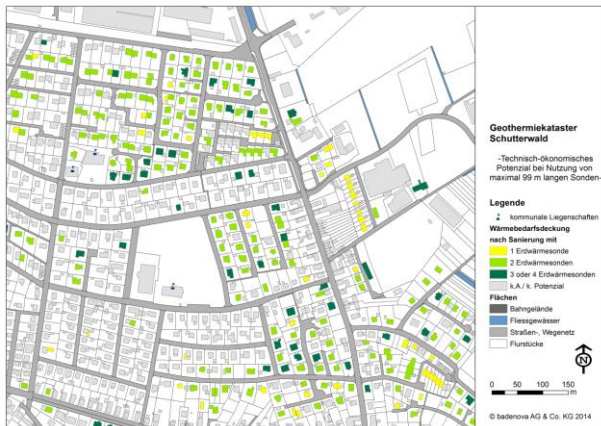 Geothermiekataster
Schutterwald
-Technisch-ökonomisches
Potenzial bei Nutzung von
maximal 99 m langen Sonden-
Legende
kommunale Liegenschaften
Wärmebedarfsdeckung
nach Sanierung mit
1 Erdwärmesonde
2 Erdwärmesonden
3 oder 4 Erdwärmesonden
k.A./ k. Potenzial
Flächen
Bahngelände
Fliessgewässer
Straßen-, Wegenetz
Flurstücke
N
0 50 100 150
m
© badenova AG & Co. KG 2014